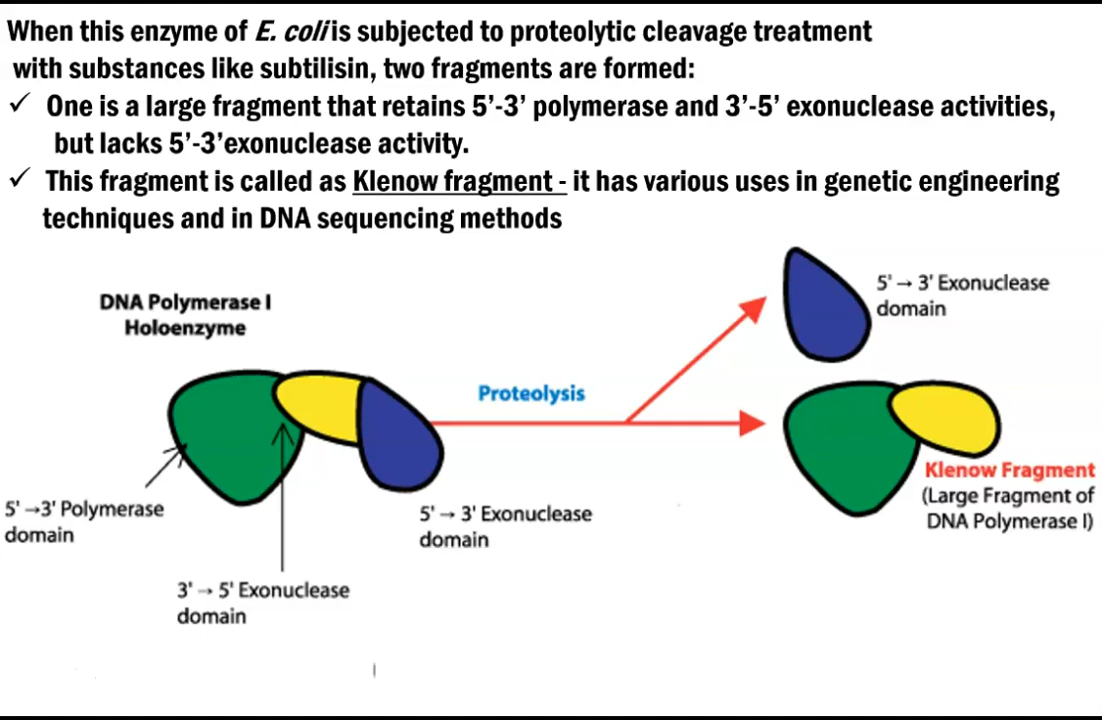 When this enzyme of E. coli is subjected to proteolytic cleavage treatment
with substances like subtilisin, two fragments are formed:
✓ One is a large fragment that retains 5’-3’ polymerase and 3’-5’ exonuclease activities,
but lacks 5’-3’exonuclease activity.
✓ This fragment is called as Klenow fragment - it has various uses in genetic engineering
techniques and in DNA sequencing methods
DNA Polymerase I
Holoenzyme
5' → 3' Exonuclease
domain
Proteolysis
Klenow Fragment
(Large Fragment of
DNA Polymerase I)
5' →3' Polymerase
domain
5' → 3' Exonuclease
domain
3' → 5' Exonuclease
domain